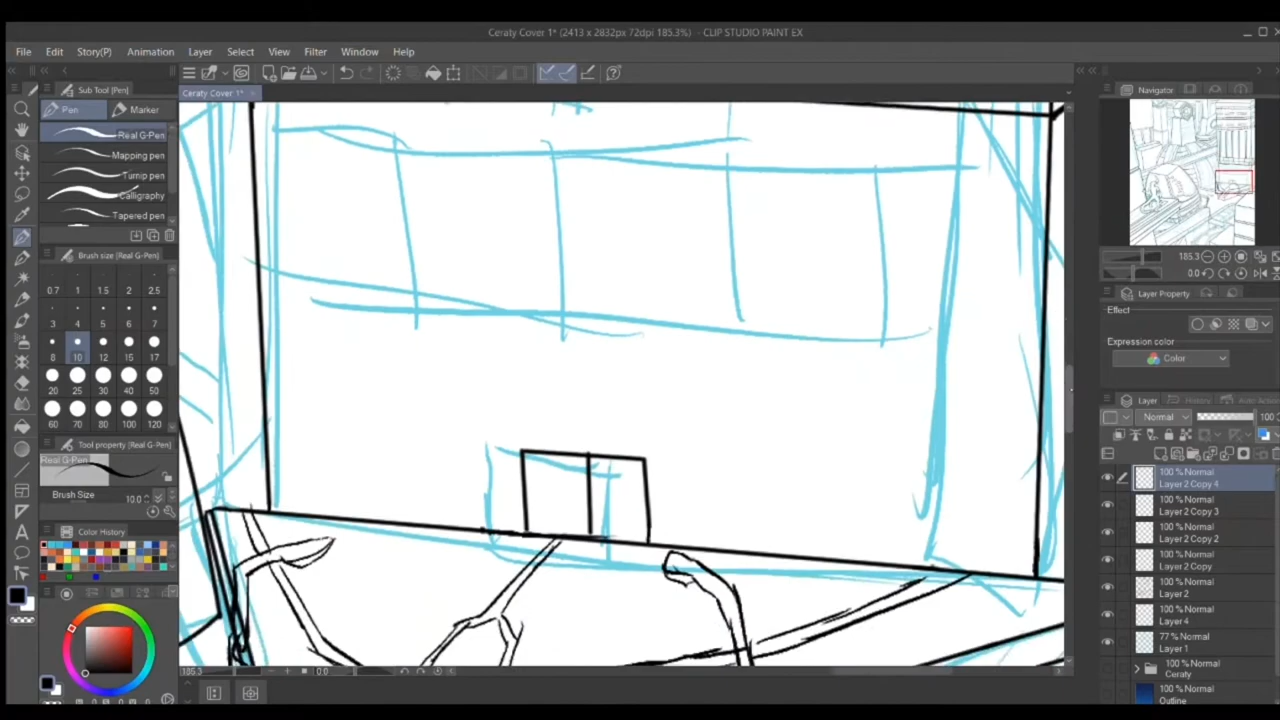 Ceraty Cover 1* (2413 x 2832px 72dpi 185.3%) - CLIP STUDIO PAINT EX
File Edit Story(P) Animation Layer Select View Filter Window Help
Sub Tool [Pen]
Ceraty Cover 1*
Navigator
Pen Marker
Real G-Pen
Mapping pen
Turnip pen
Calligraphy
Tapered pen
Brush size [Real G-Pen]
185.3
0.0
0.7 1 1.5 2 2.5
3 4 5 6 7
8 10 12 15 17
20 25 30 40 50
60 70 80 100 120
Layer Property
Effect
Expression color
Color
Layer History Auto Action
Normal 100
Tool property [Real G-Pen]
Real G-Pen
Brush Size 10.0
Color History
100 % Normal
Layer 2 Copy 4
100 % Normal
Layer 2 Copy 3
100 % Normal
Layer 2 Copy 2
100 % Normal
Layer 2 Copy
100 % Normal
Layer 2
100 % Normal
Layer 4
77 % Normal
Layer 1
100 % Normal
Ceraty
100 % Normal
Outline
185.3 0.0